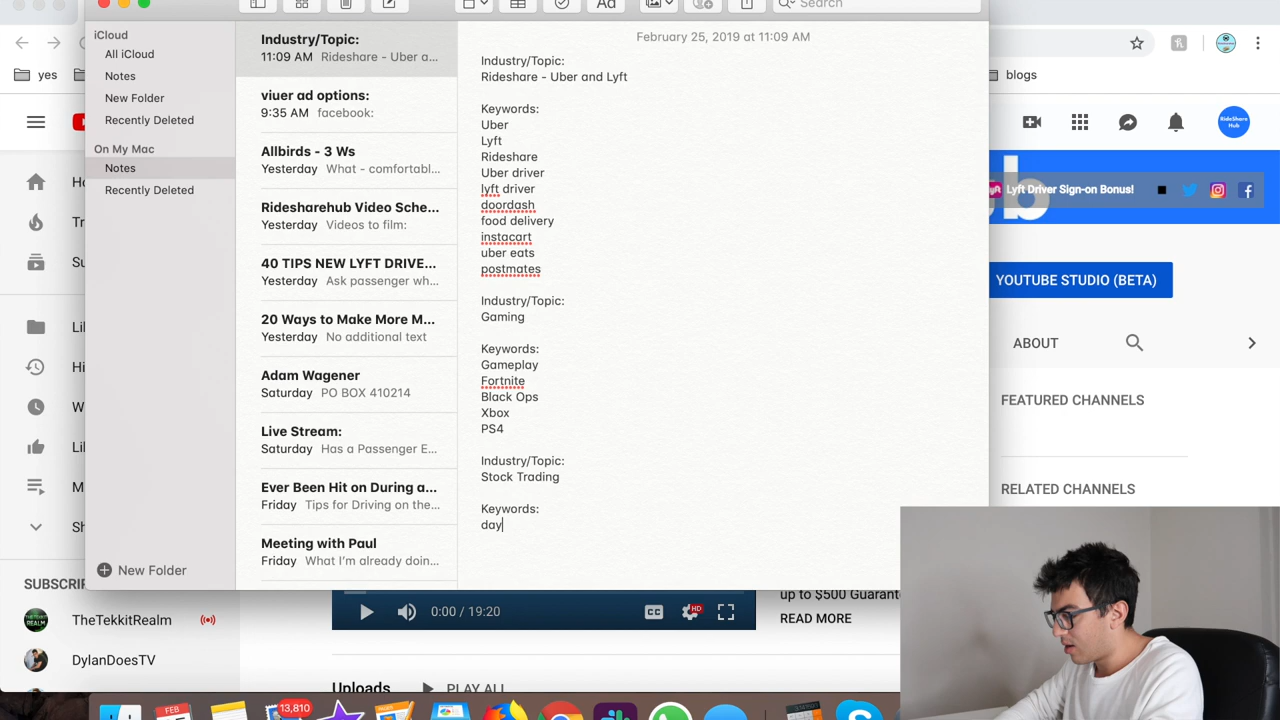 Search
iCloud
All iCloud
Notes
New Folder
Recently Deleted
On My Mac
Notes
Recently Deleted
New Folder
Industry/Topic:
11:09 AM Rideshare - Uber a...
viuer ad options:
9:35 AM facebook:
Allbirds - 3 Ws
Yesterday What - comfortabl...
Ridesharehub Video Sche...
Yesterday Videos to film:
40 TIPS NEW LYFT DRIVE...
Yesterday Ask passenger wh...
20 Ways to Make More M...
Yesterday No additional text
Adam Wagener
Saturday PO BOX 410214
Live Stream:
Saturday Has a Passenger E...
Ever Been Hit on During a...
Friday Tips for Driving on the...
Meeting with Paul
Friday What I'm already doin...
February 25, 2019 at 11:09 AM
Industry/Topic:
Rideshare - Uber and Lyft
Keywords:
Uber
Lyft
Rideshare
Uber driver
lyft driver
doordash
food delivery
instacart
uber eats
postmates
Industry/Topic:
Gaming
Keywords:
Gameplay
Fortnite
Black Ops
Xbox
PS4
Industry/Topic:
Stock Trading
Keywords:
day
yes
blogs
RideShare
Hub
Lyft Driver Sign-on Bonus!
YOUTUBE STUDIO (BETA)
ABOUT
FEATURED CHANNELS
RELATED CHANNELS
SUBSCRI
TheTekkitRealm
DylanDoesTV
0:00 / 19:20
CC
HD
up to $500 Guarante
READ MORE
Uploads PLAY ALL
FEB
13,810